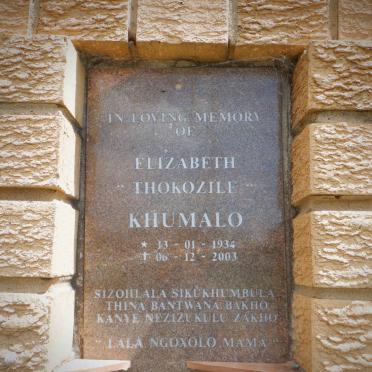 IN LOVING MEMORY
OF
ELIZABETH
"THOKOZILE"
KHUMALO
★ 13 - 01 - 1934
✝ 06 - 12 - 2003
SIZOHLALA SIKUKHUMBULA
THINA BANTWANA BAKHO
KANYE NEZIZUKULU ZAKHO
"LALA NGOXOLO MAMA"